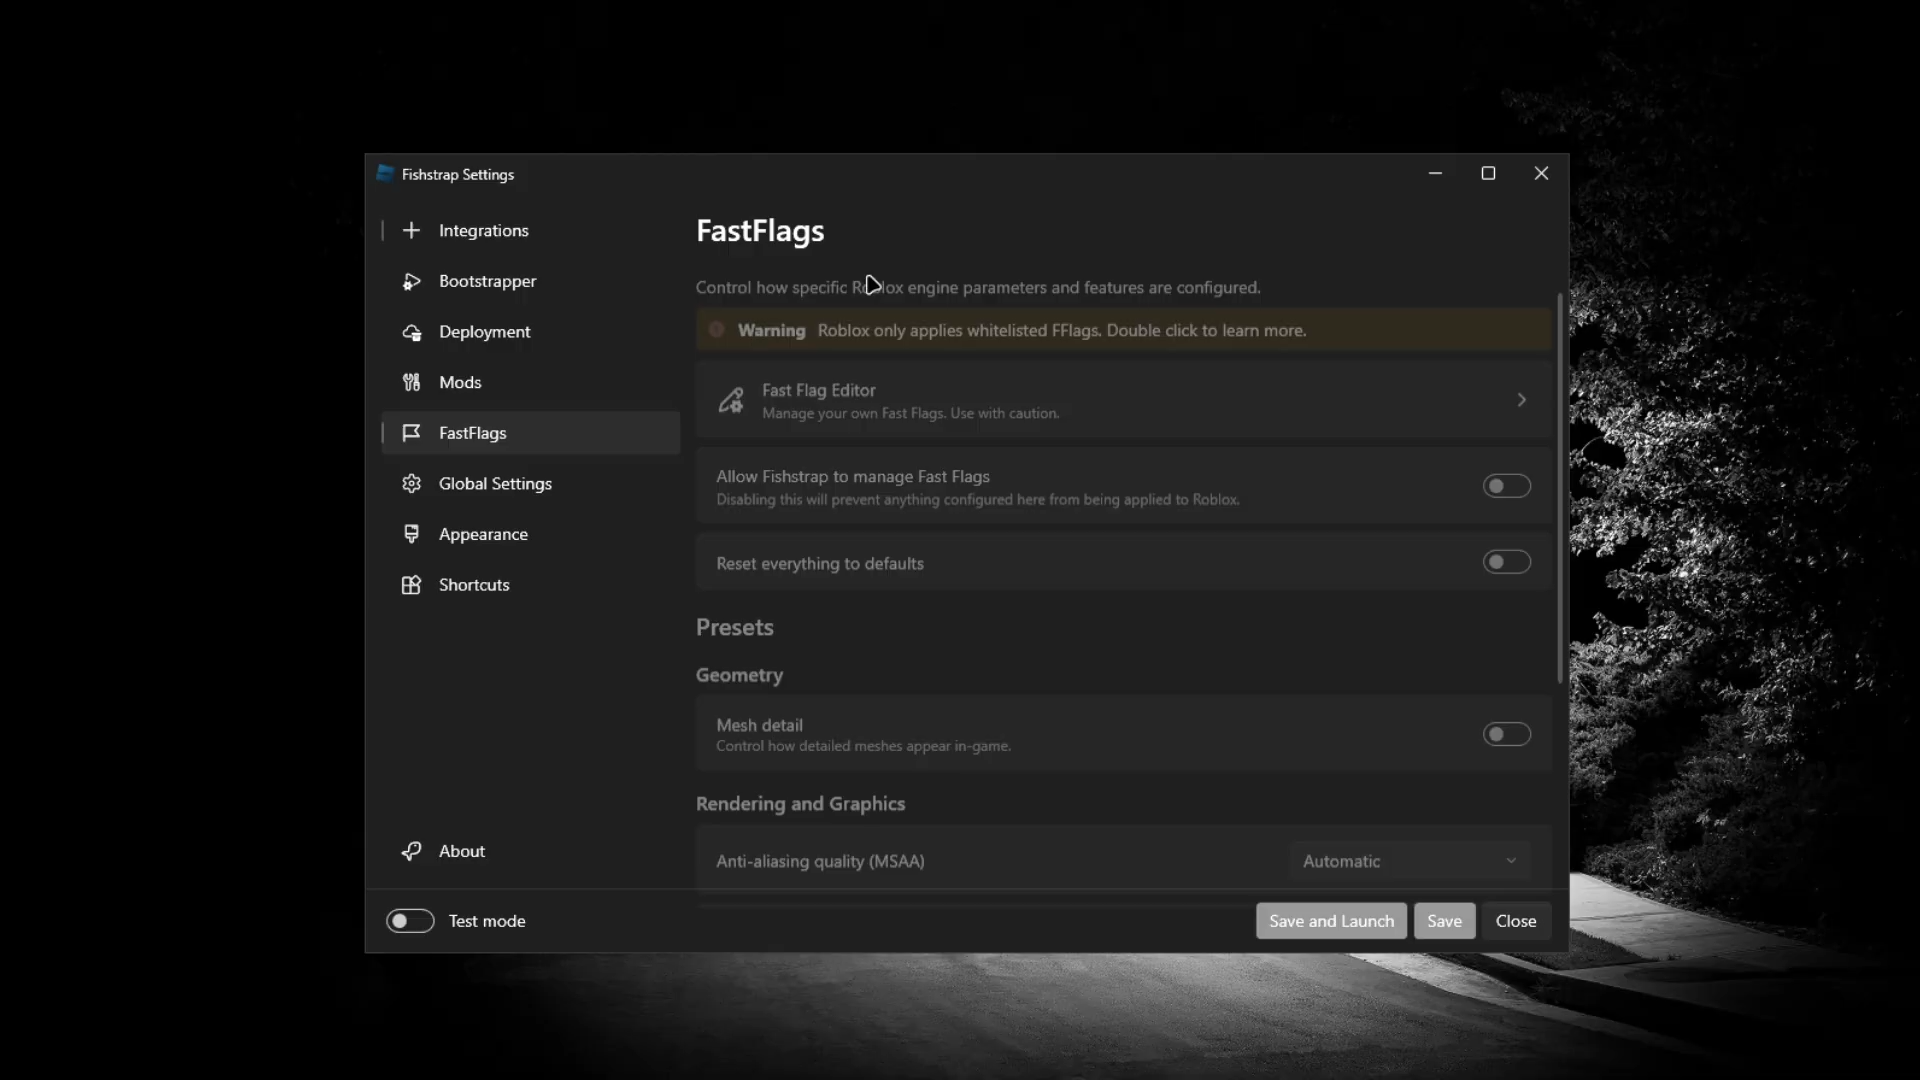 Fishstrap Settings
Integrations
Bootstrapper
Deployment
Mods
FastFlags
Global Settings
Appearance
Shortcuts
About
FastFlags
Control how specific Roblox engine parameters and features are configured.
Warning Roblox only applies whitelisted FFlags. Double click to learn more.
Fast Flag Editor
Manage your own Fast Flags. Use with caution.
Allow Fishstrap to manage Fast Flags
Disabling this will prevent anything configured here from being applied to Roblox.
Reset everything to defaults
Presets
Geometry
Mesh detail
Control how detailed meshes appear in-game.
Rendering and Graphics
Anti-aliasing quality (MSAA) Automatic
Test mode
Save and Launch Save Close